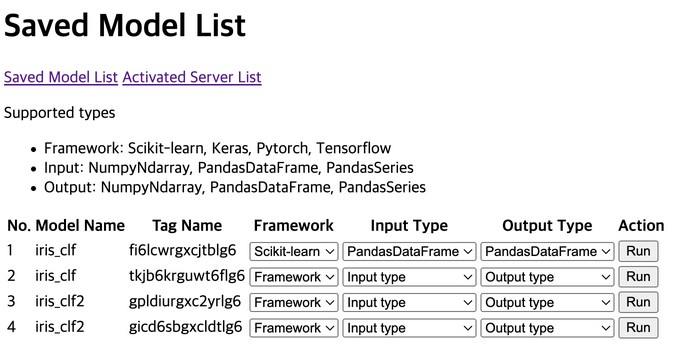 Saved Model List
Saved Model List Activated Server List
Supported types
• Framework: Scikit-learn, Keras, Pytorch, Tensorflow
• Input: NumpyNdarray, PandasDataFrame, PandasSeries
• Output: NumpyNdarray, PandasDataFrame, PandasSeries
No. Model Name Tag Name Framework Input Type Output Type Action
1 iris_clf fi6lcwrgxcjtblg6 Scikit-learn PandasDataFrame PandasDataFrame Run
2 iris_clf tkjb6krguwt6flg6 Framework Input type Output type Run
3 iris_clf2 gpldiurgxc2yrlg6 Framework Input type Output type Run
4 iris_clf2 gicd6sbgxcldtlg6 Framework Input type Output type Run